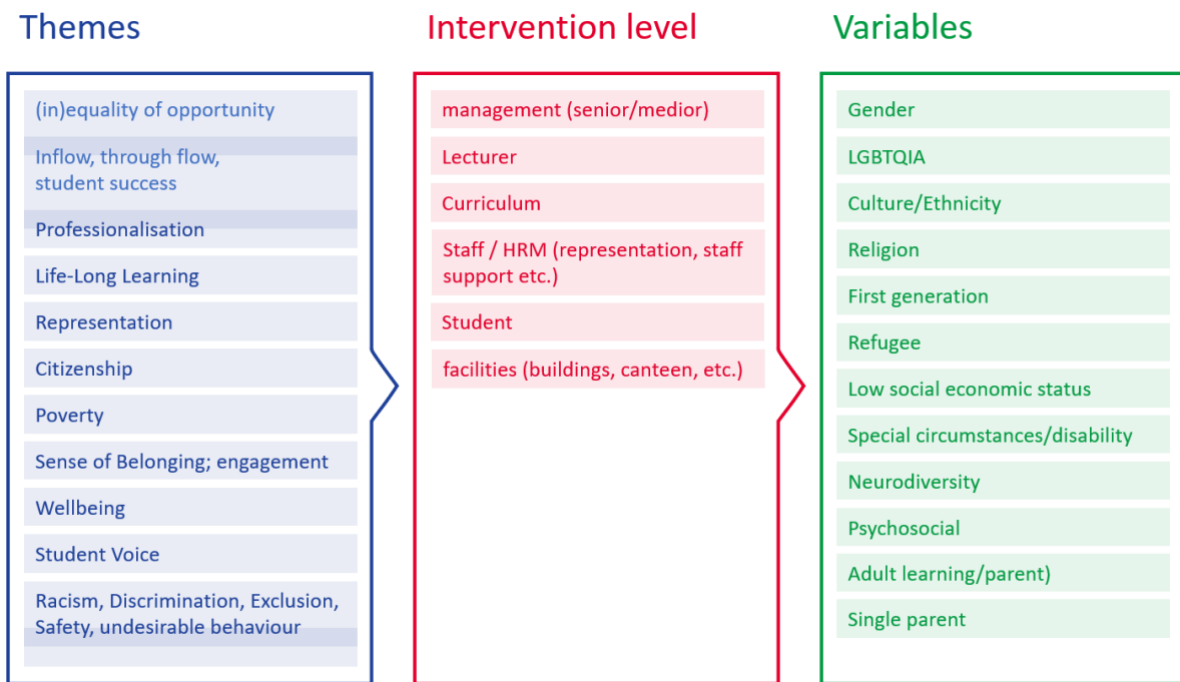 Themes
(in)equality of opportunity
Inflow, through flow,
student success
Professionalisation
Life-Long Learning
Representation
Citizenship
Poverty
Sense of Belonging; engagement
Wellbeing
Student Voice
Racism, Discrimination, Exclusion,
Safety, undesirable behaviour
Intervention level
management (senior/medior)
Lecturer
Curriculum
Staff / HRM (representation, staff
support etc.)
Student
facilities (buildings, canteen, etc.)
Variables
Gender
LGBTQIA
Culture/Ethnicity
Religion
First generation
Refugee
Low social economic status
Special circumstances/disability
Neurodiversity
Psychosocial
Adult learning/parent)
Single parent